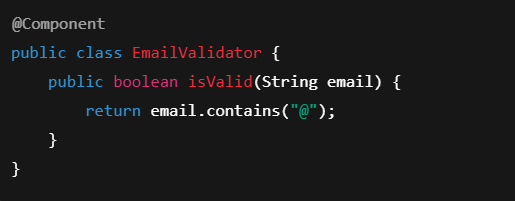 @Component
public class EmailValidator {
    public boolean isValid(String email) {
        return email.contains("@");
    }
}